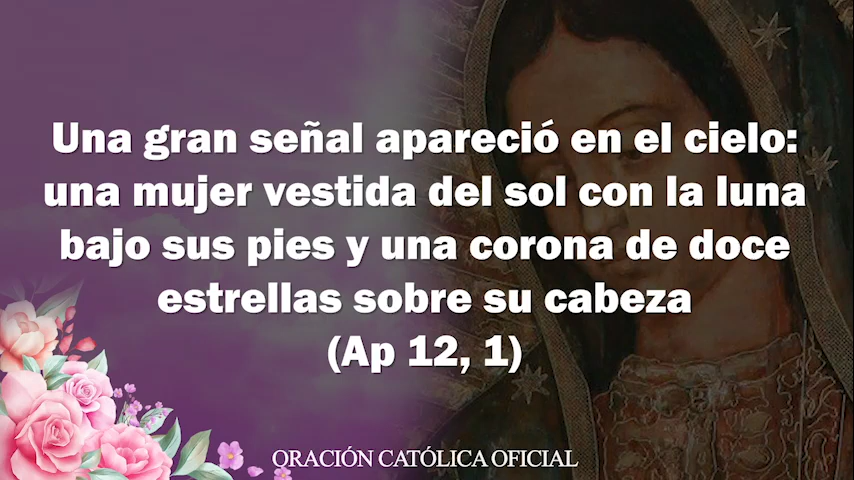 Una gran señal apareció en el cielo:
una mujer vestida del sol con la luna
bajo sus pies y una corona de doce
estrellas sobre su cabeza
(Ap 12, 1)
ORACIÓN CATÓLICA OFICIAL